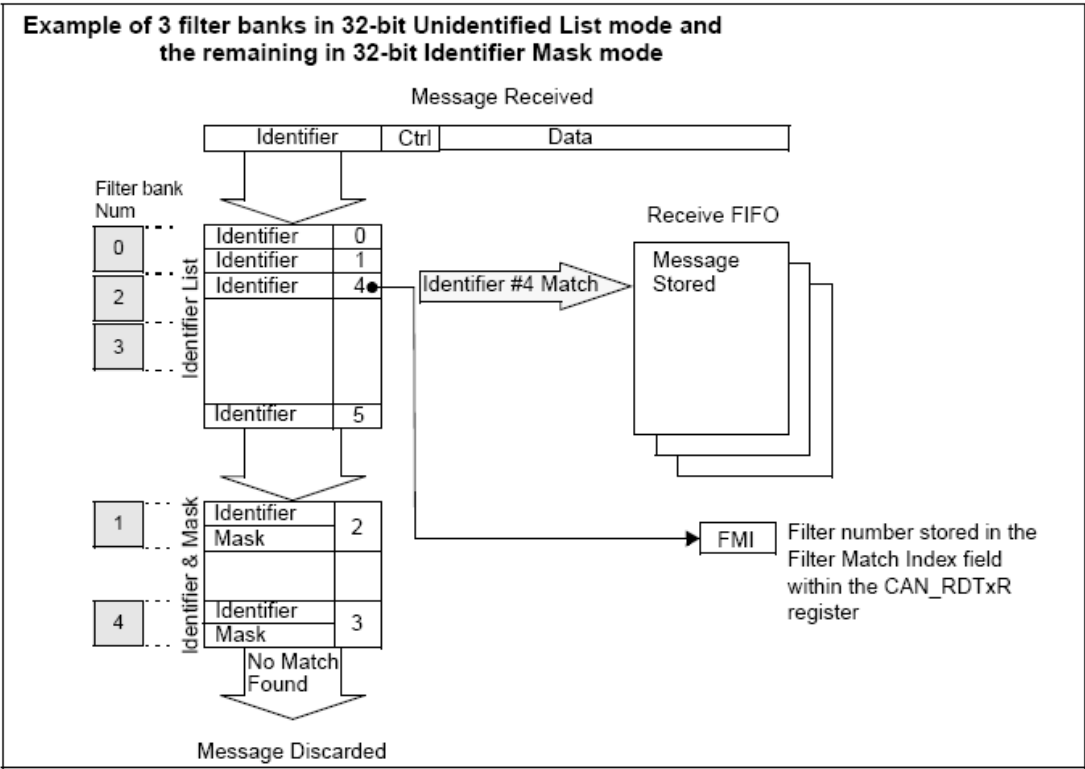 Example of 3 filter banks in 32-bit Unidentified List mode and
the remaining in 32-bit Identifier Mask mode
Message Received
Identifier Ctrl Data
Filter bank
Num
0
2
3
Identifier List
Identifier 0
Identifier 1
Identifier 4
Identifier 5
Identifier #4 Match
Receive FIFO
Message
Stored
1
4
Identifier & Mask
Identifier
Mask
2
Identifier
Mask
3
FMI
Filter number stored in the
Filter Match Index field
within the CAN_RDTxR
register
No Match
Found
Message Discarded